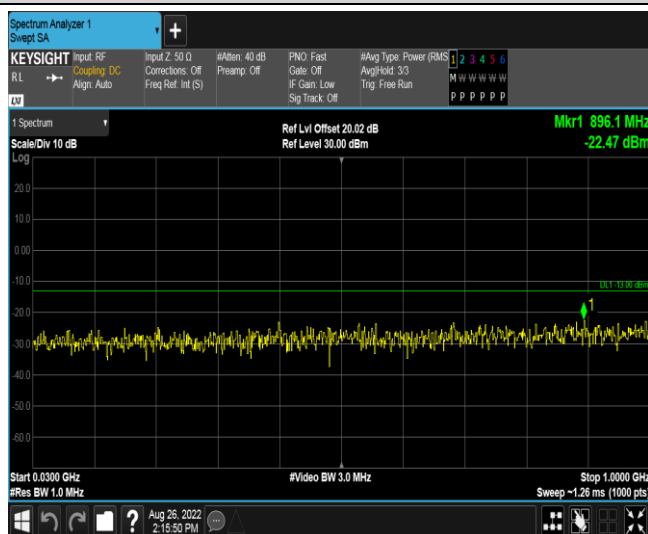 Spectrum Analyzer 1
Swept SA
KEYSIGHT
RL
LXI
Input: RF
Coupling: DC
Align: Auto
Input Z: 50 Ω
Corrections: Off
Freq Ref: Int (S)
#Atten: 40 dB
Preamp: Off
PNO: Fast
Gate: Off
IF Gain: Low
Sig Track: Off
#Avg Type: Power (RMS
Avg|Hold: 3/3
Trig: Free Run
1 2 3 4 5 6
M W W W W W
P P P P P P
1 Spectrum
Scale/Div 10 dB
Log
Ref Lvl Offset 20.02 dB
Ref Level 30.00 dBm
Mkr1 896.1 MHz
-22.47 dBm
20.0
10.0
0.00
-10.0
DL1 -13.00 dBm
1
-20.0
-30.0
-40.0
-50.0
-60.0
Start 0.0300 GHz
#Res BW 1.0 MHz
#Video BW 3.0 MHz
Stop 1.0000 GHz
Sweep ~1.26 ms (1000 pts)
Aug 26, 2022
2:15:50 PM